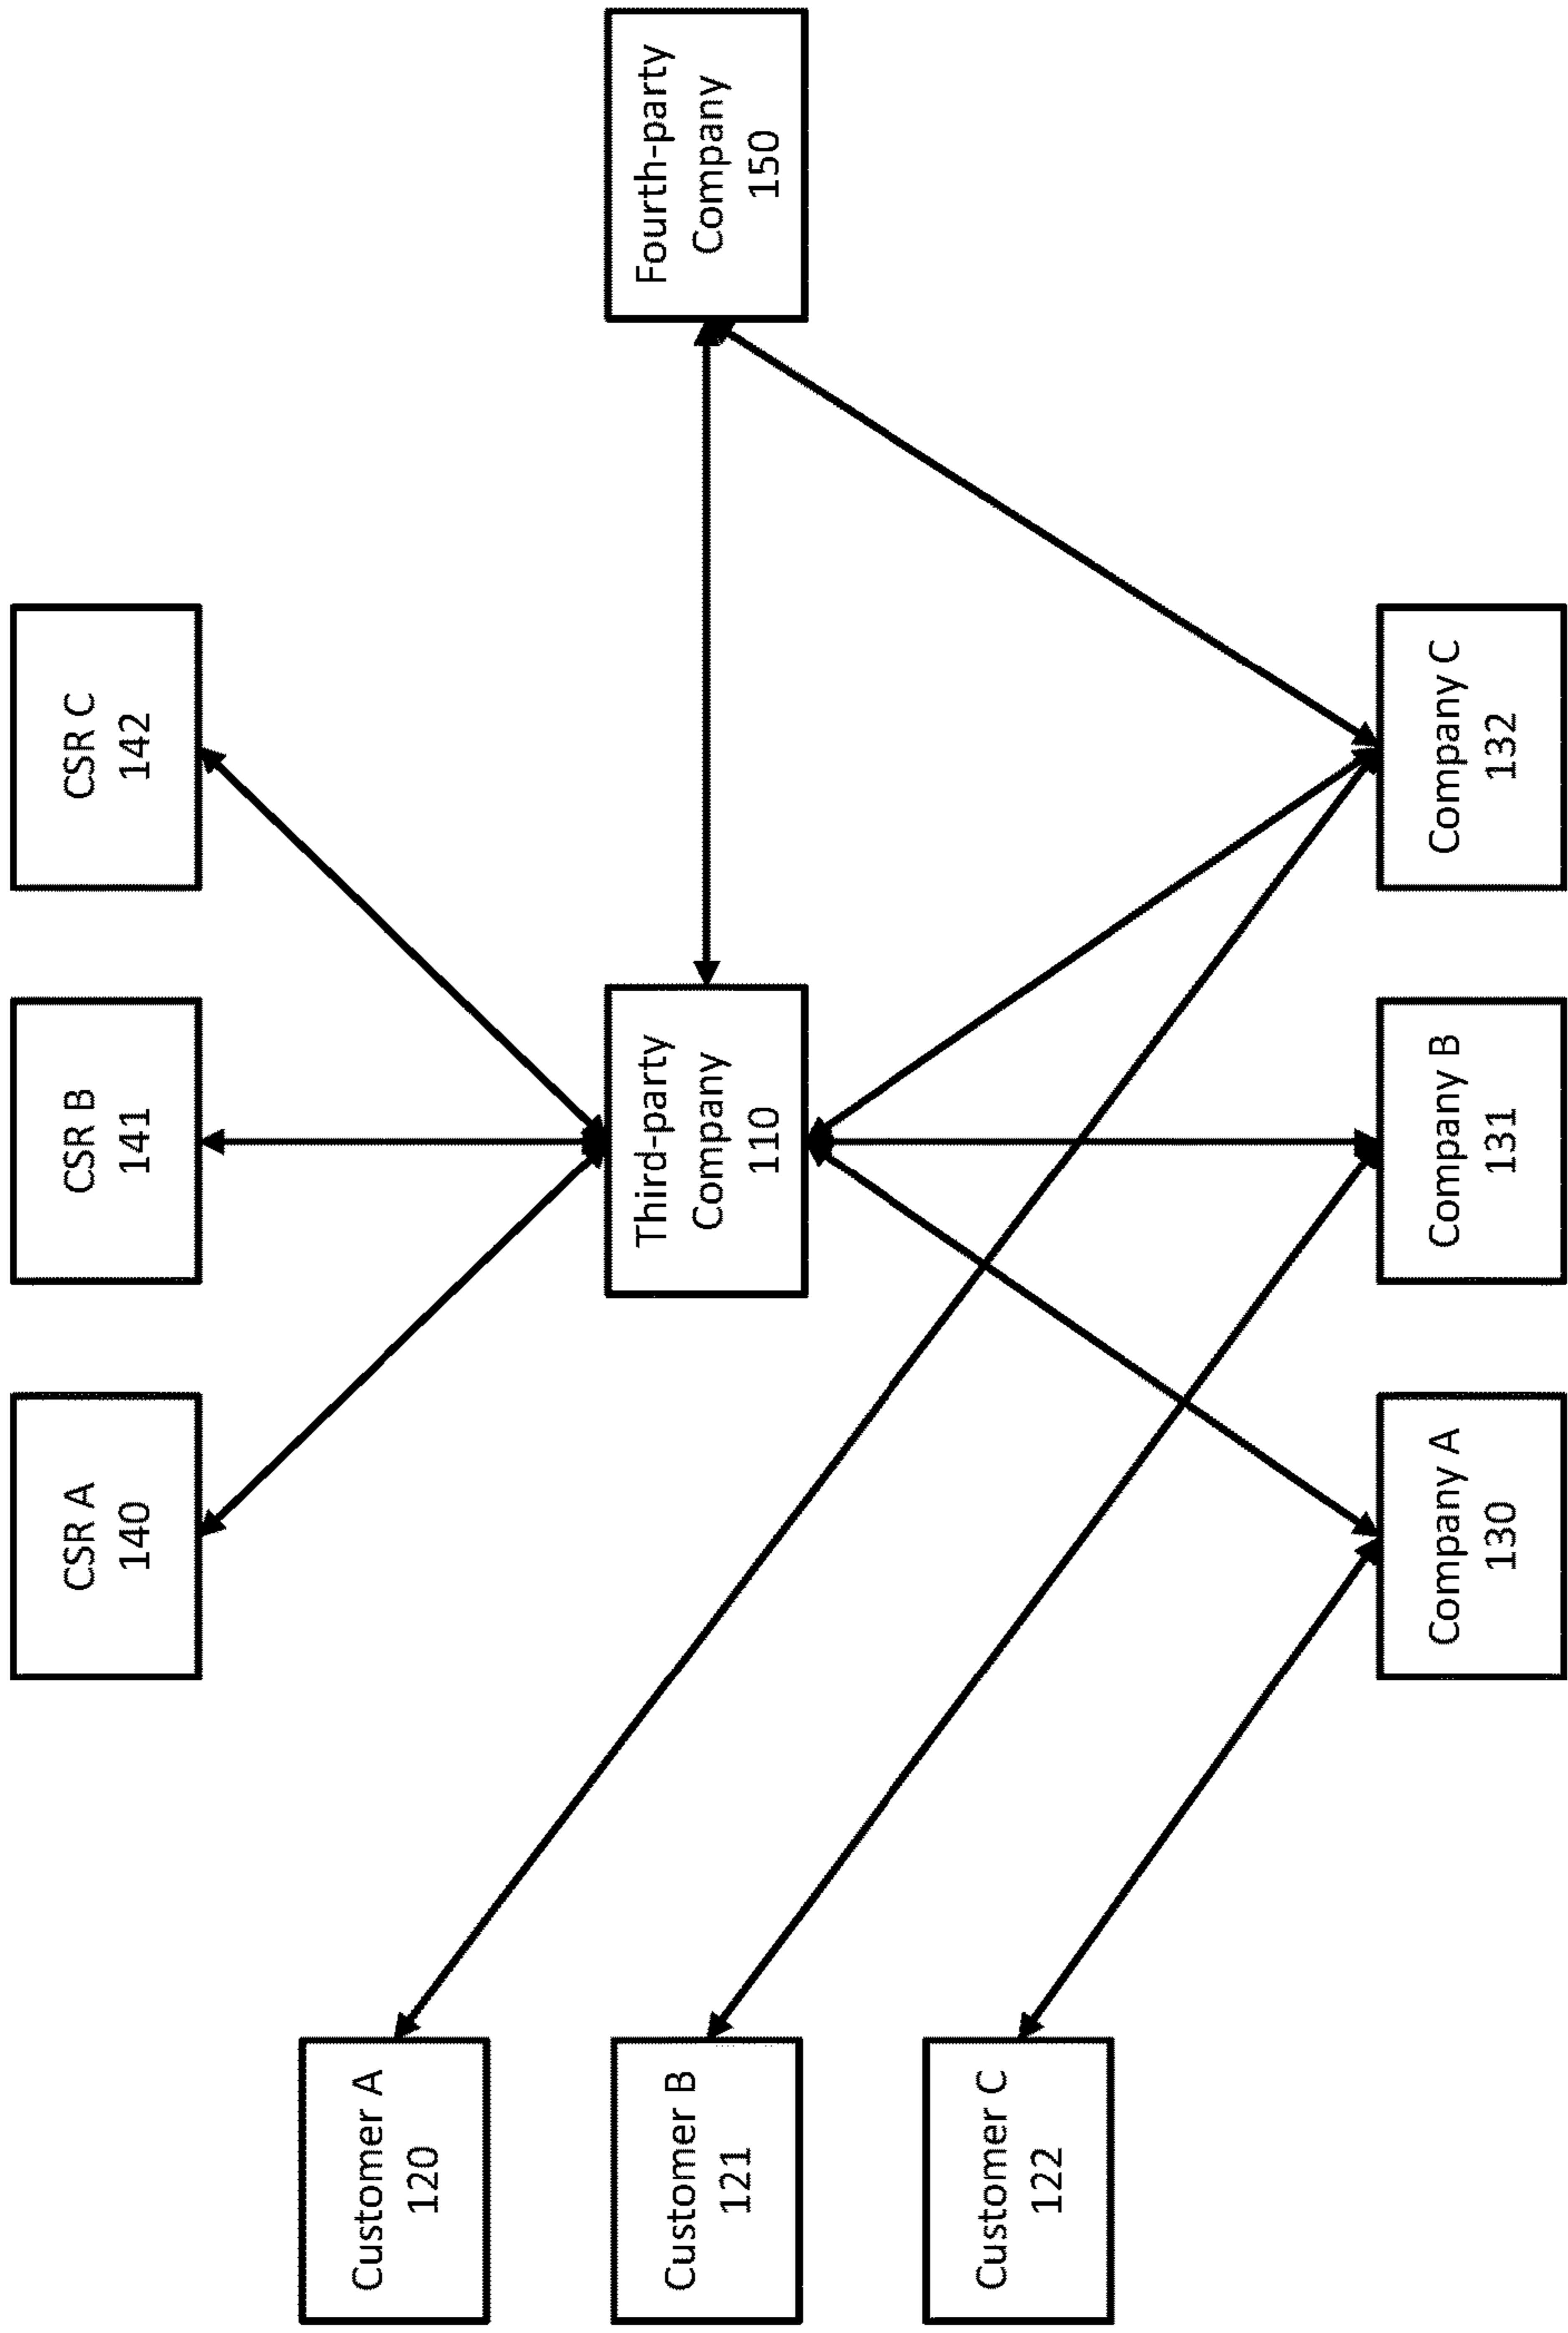 CSR A
140
CSR B
141
CSR C
142
Customer A
120
Customer B
121
Customer C
122
Third-party
Company
110
Fourth-party
Company
150
Company A
130
Company B
131
Company C
132